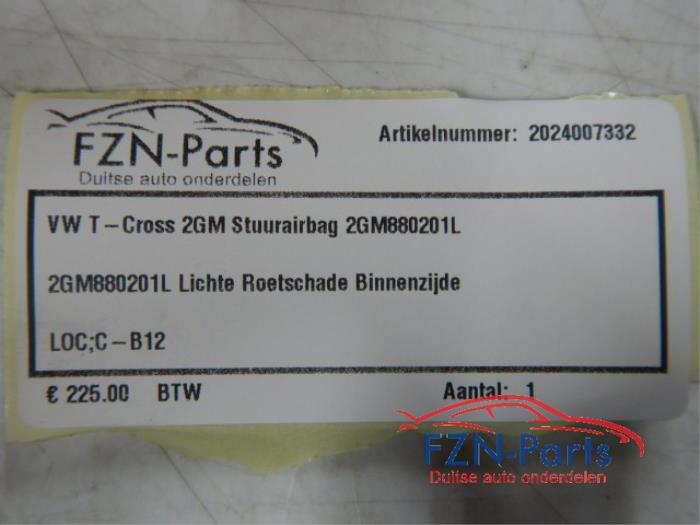 FZN-Parts
Duitse auto onderdelen
Artikelnummer: 2024007332
VW T-Cross 2GM Stuurairbag 2GM880201L
2GM880201L Lichte Roetschade Binnenzijde
LOC;C-B12
€ 225.00 BTW
Aantal: 1
FZN-Parts
Duitse auto onderdelen